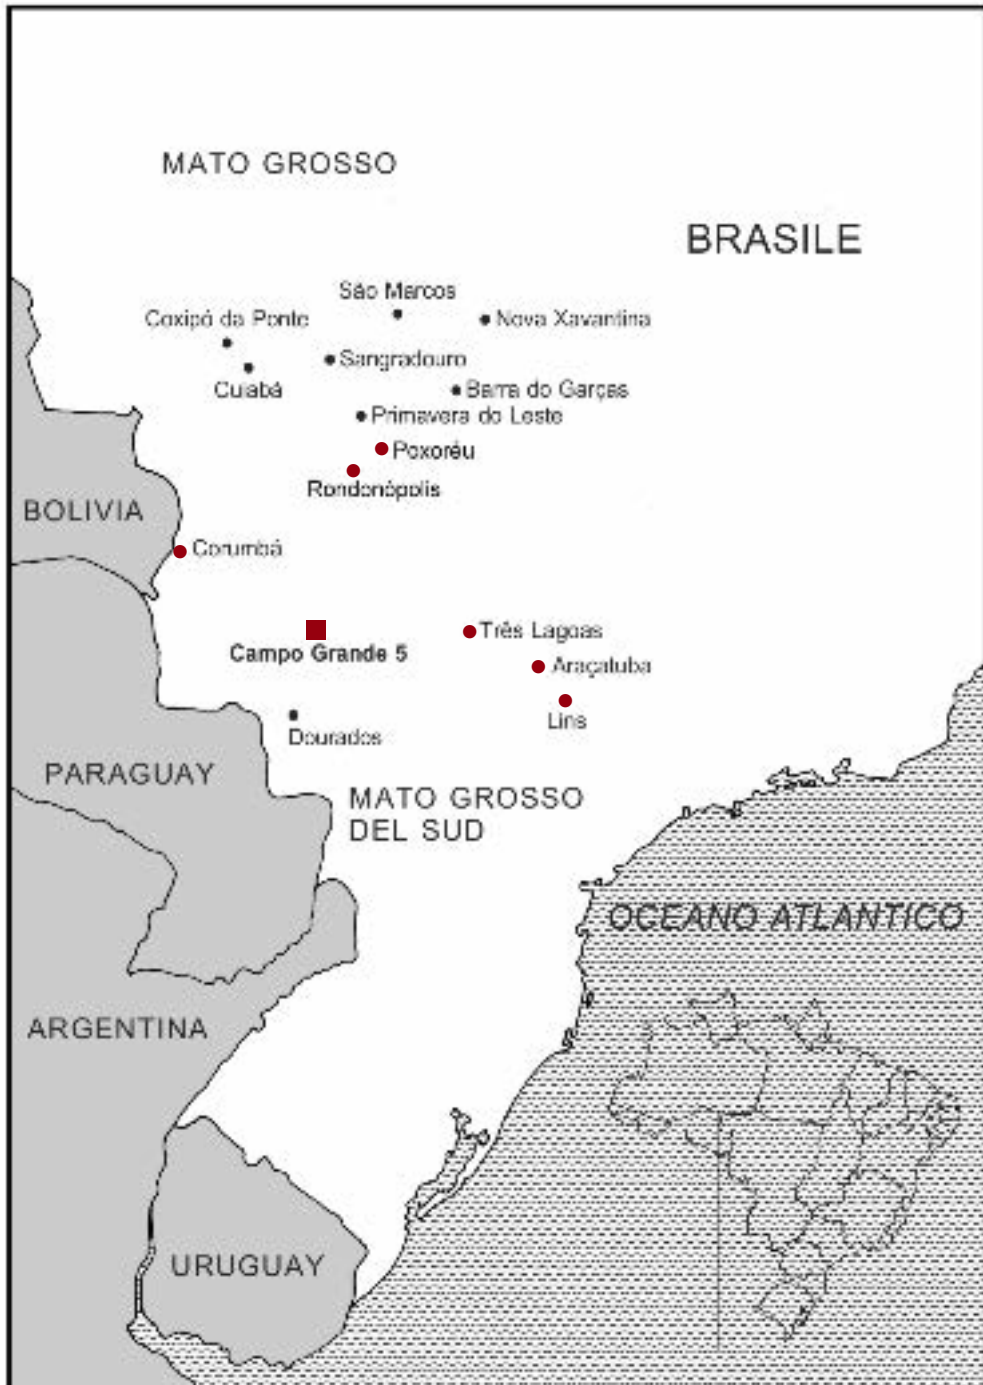 MATO GROSSO
BRASILE
São Marcos
Coxipó da Ponte
Nova Xavantina
Sangradouro
Cuiabá
Barra do Garças
Primavera do Leste
Poxoréu
Rondonópolis
BOLIVIA
Corumbá
Três Lagoas
Campo Grande 5
Araçatuba
Lins
Dourados
PARAGUAY
MATO GROSSO
DEL SUD
OCEANO ATLANTICO
ARGENTINA
URUGUAY